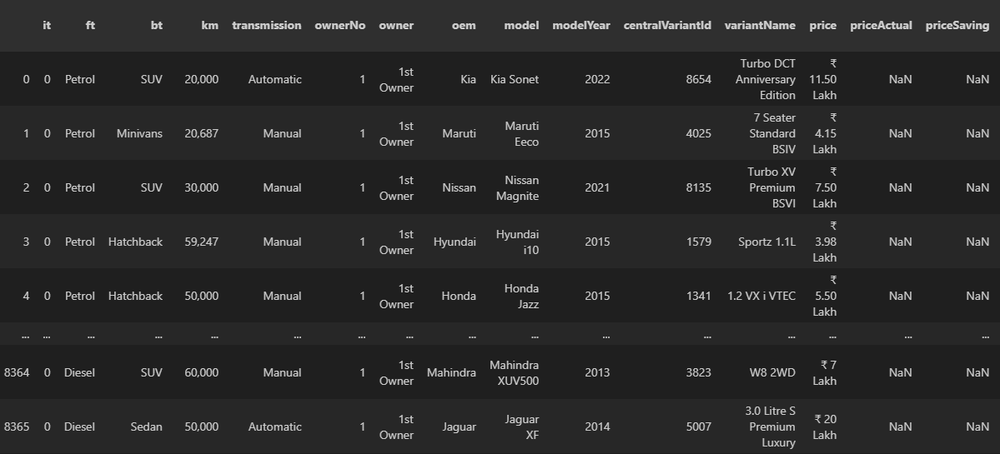 it ft bt km transmission ownerNo owner oem model modelYear centralVariantId variantName price priceActual priceSaving
0 0 Petrol SUV 20,000 Automatic 1 1st Owner Kia Kia Sonet 2022 8654 Turbo DCT Anniversary Edition ₹ 11.50 Lakh NaN NaN
1 0 Petrol Minivans 20,687 Manual 1 1st Owner Maruti Maruti Eeco 2015 4025 7 Seater Standard BSIV ₹ 4.15 Lakh NaN NaN
2 0 Petrol SUV 30,000 Manual 1 1st Owner Nissan Nissan Magnite 2021 8135 Turbo XV Premium BSVI ₹ 7.50 Lakh NaN NaN
3 0 Petrol Hatchback 59,247 Manual 1 1st Owner Hyundai Hyundai i10 2015 1579 Sportz 1.1L ₹ 3.98 Lakh NaN NaN
4 0 Petrol Hatchback 50,000 Manual 1 1st Owner Honda Honda Jazz 2015 1341 1.2 VX i VTEC ₹ 5.50 Lakh NaN NaN
... ... ... ... ... ... ... ... ... ... ... ... ... ... ... ...
8364 0 Diesel SUV 60,000 Manual 1 1st Owner Mahindra Mahindra XUV500 2013 3823 W8 2WD ₹ 7 Lakh NaN NaN
8365 0 Diesel Sedan 50,000 Automatic 1 1st Owner Jaguar Jaguar XF 2014 5007 3.0 Litre S Premium Luxury ₹ 20 Lakh NaN NaN